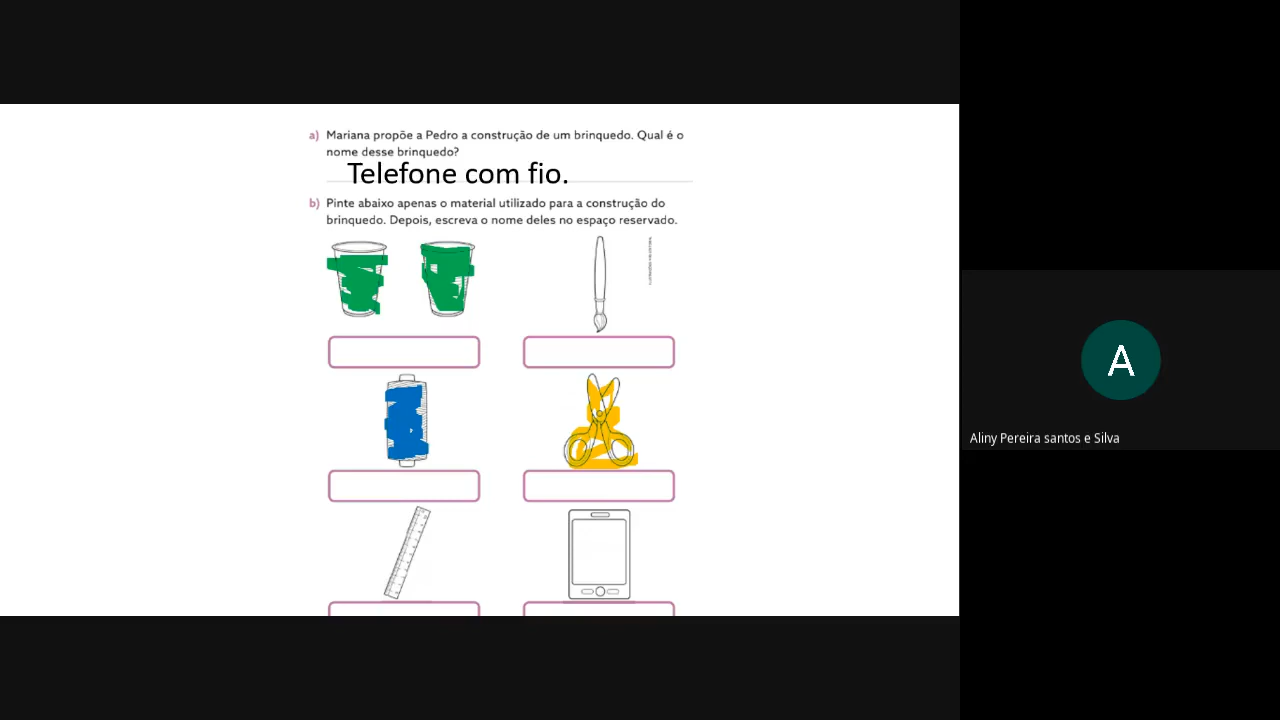 a) Mariana propõe a Pedro a construção de um brinquedo. Qual é o
nome desse brinquedo?
Telefone com fio.
b) Pinte abaixo apenas o material utilizado para a construção do
brinquedo. Depois, escreva o nome deles no espaço reservado.
A
Aliny Pereira santos e Silva